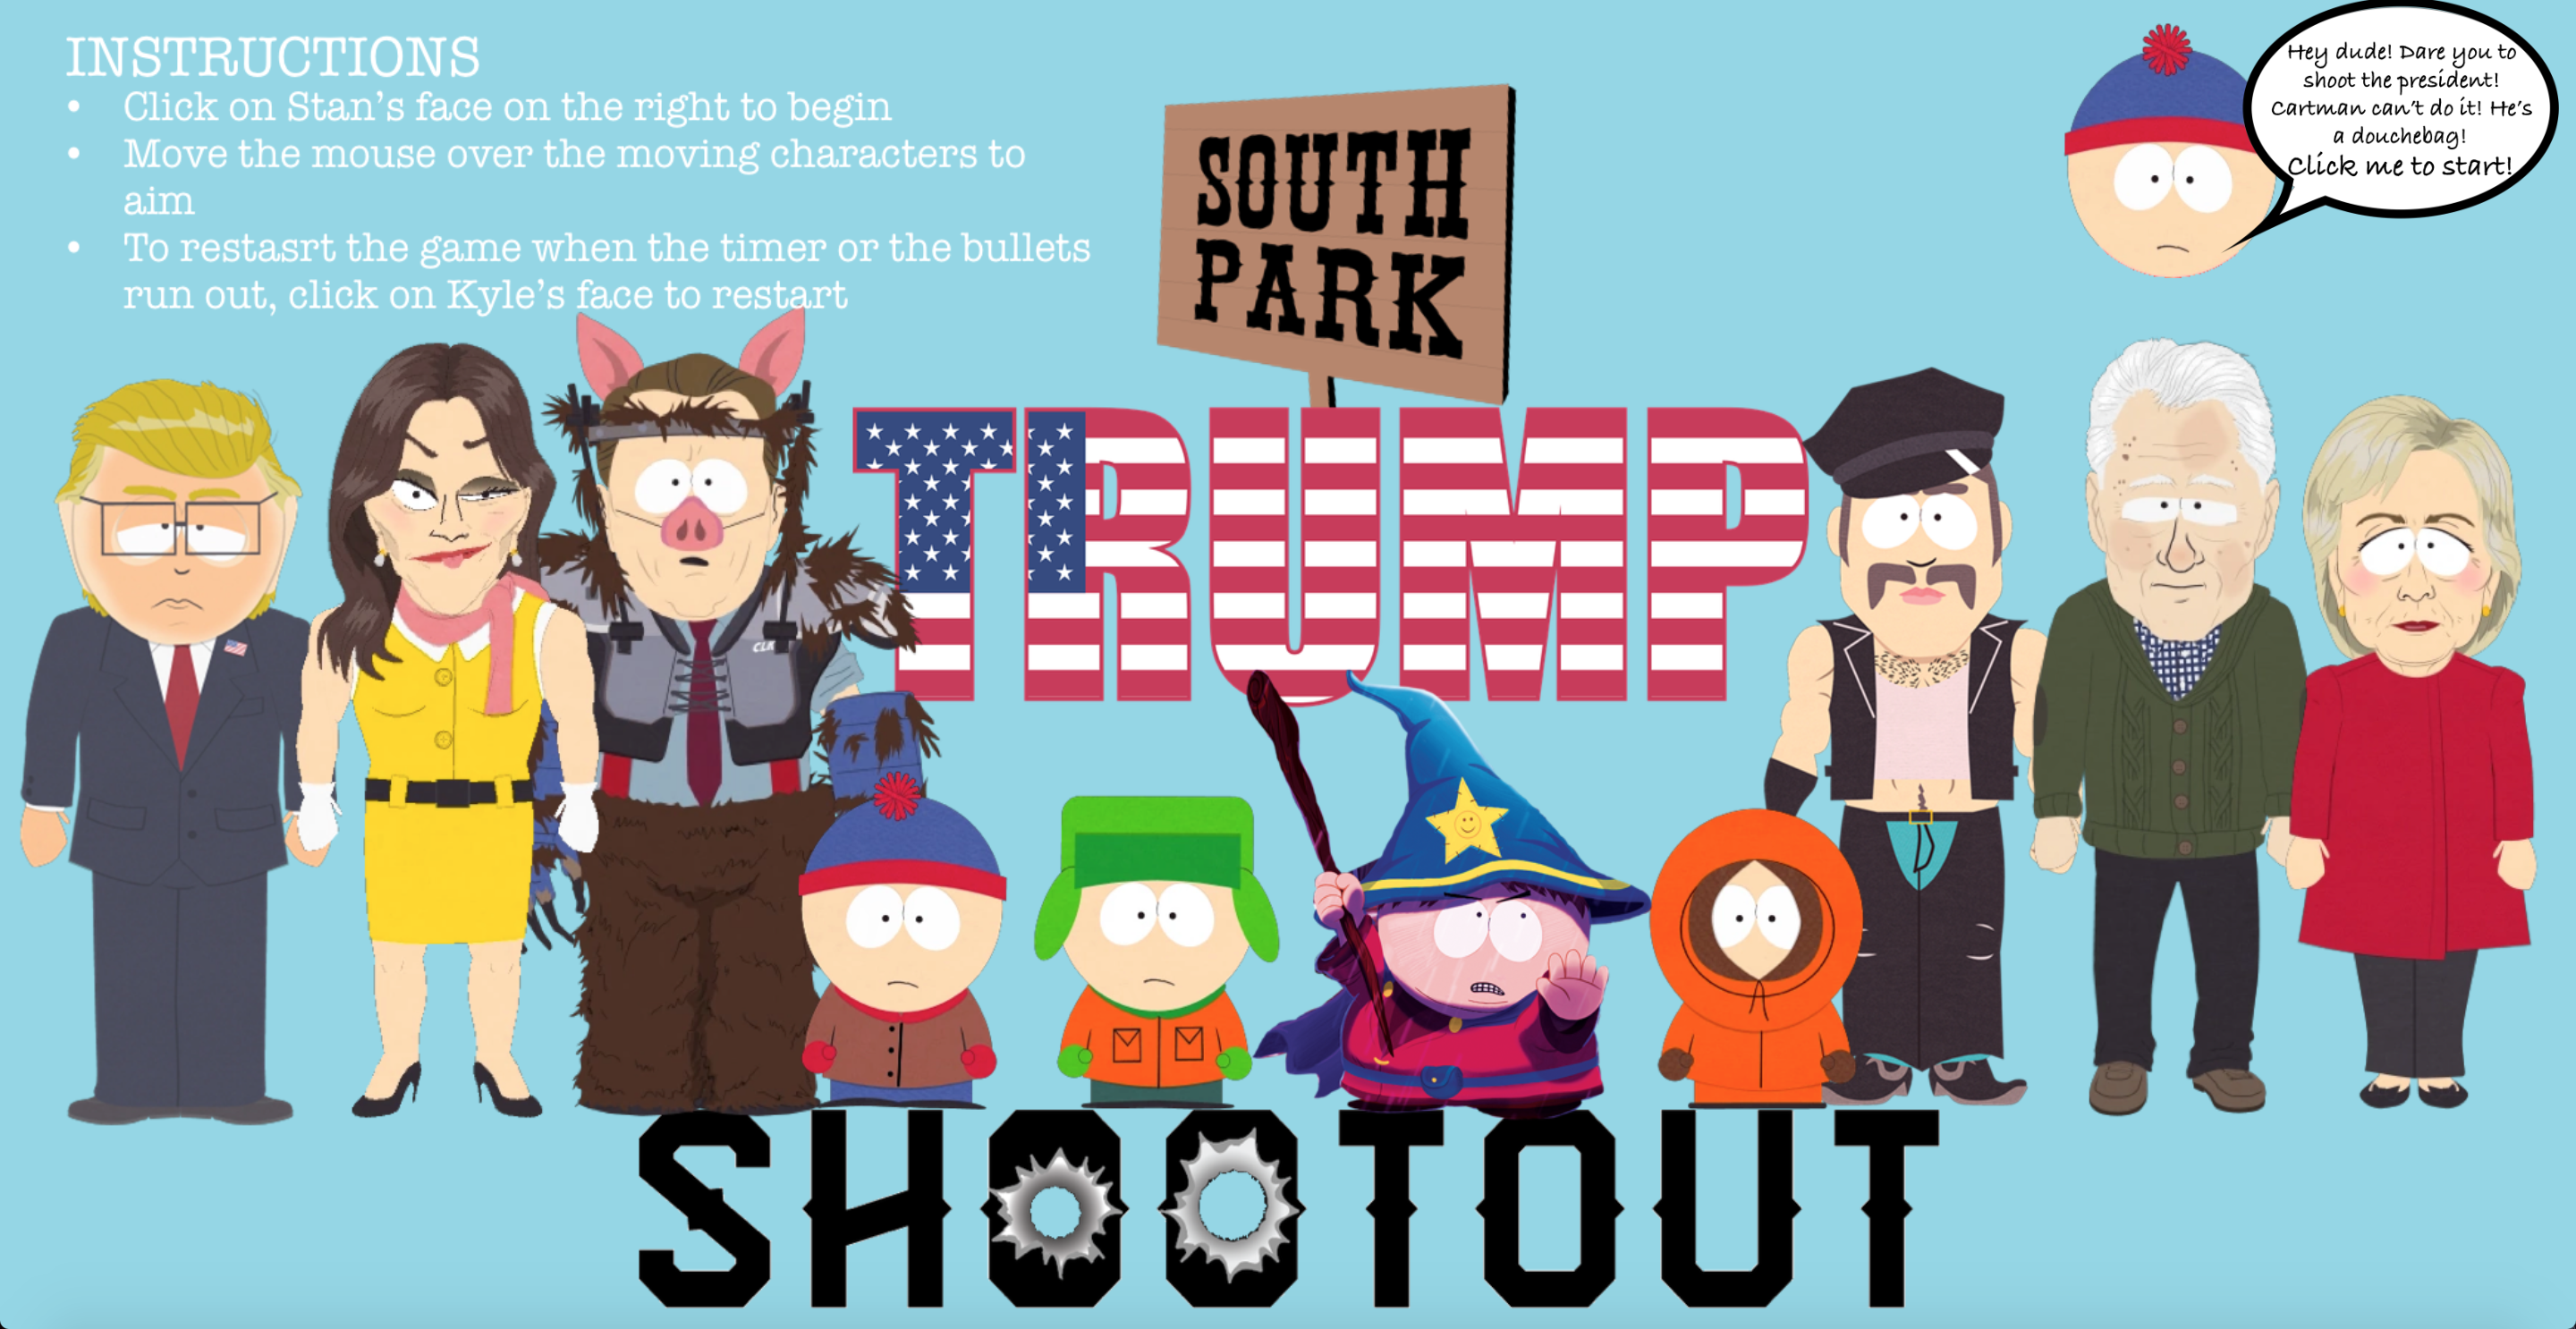 INSTRUCTIONS
• Click on Stan's face on the right to begin
• Move the mouse over the moving characters to
aim
• To restasrt the game when the timer or the bullets
run out, click on Kyle's face to restart
Hey dude! Dare you to
shoot the president!
Cartman can't do it! He's
a douchebag!
Click me to start!
SOUTH
PARK
TRUMP
SHOOTOUT